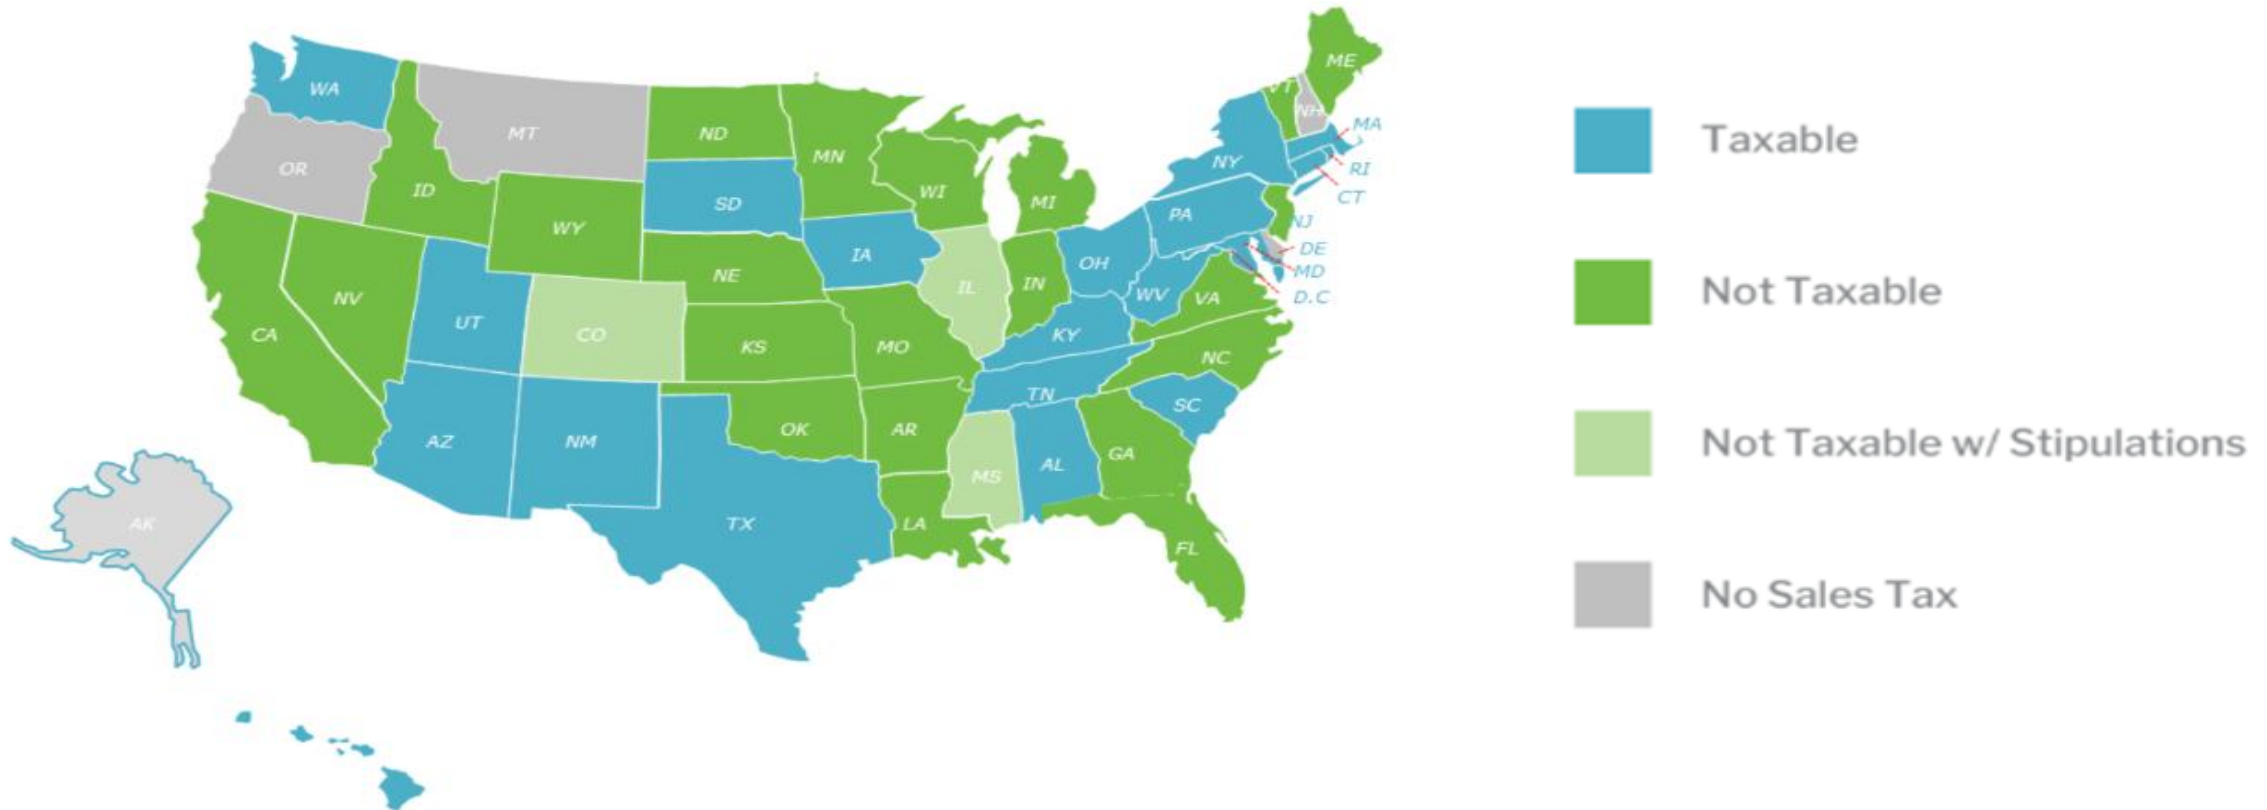 ME
WA
VT
NH
MA
MT
ND
MN
OR
NY
RI
ID
WI
MI
CT
SD
PA
NJ
WY
IA
DE
OH
MD
NE
IL
IN
WV
VA
D.C
NV
UT
CO
KS
MO
KY
CA
NC
TN
SC
AZ
NM
OK
AR
GA
MS
AL
TX
LA
AK
FL
Taxable
Not Taxable
Not Taxable w/ Stipulations
No Sales Tax